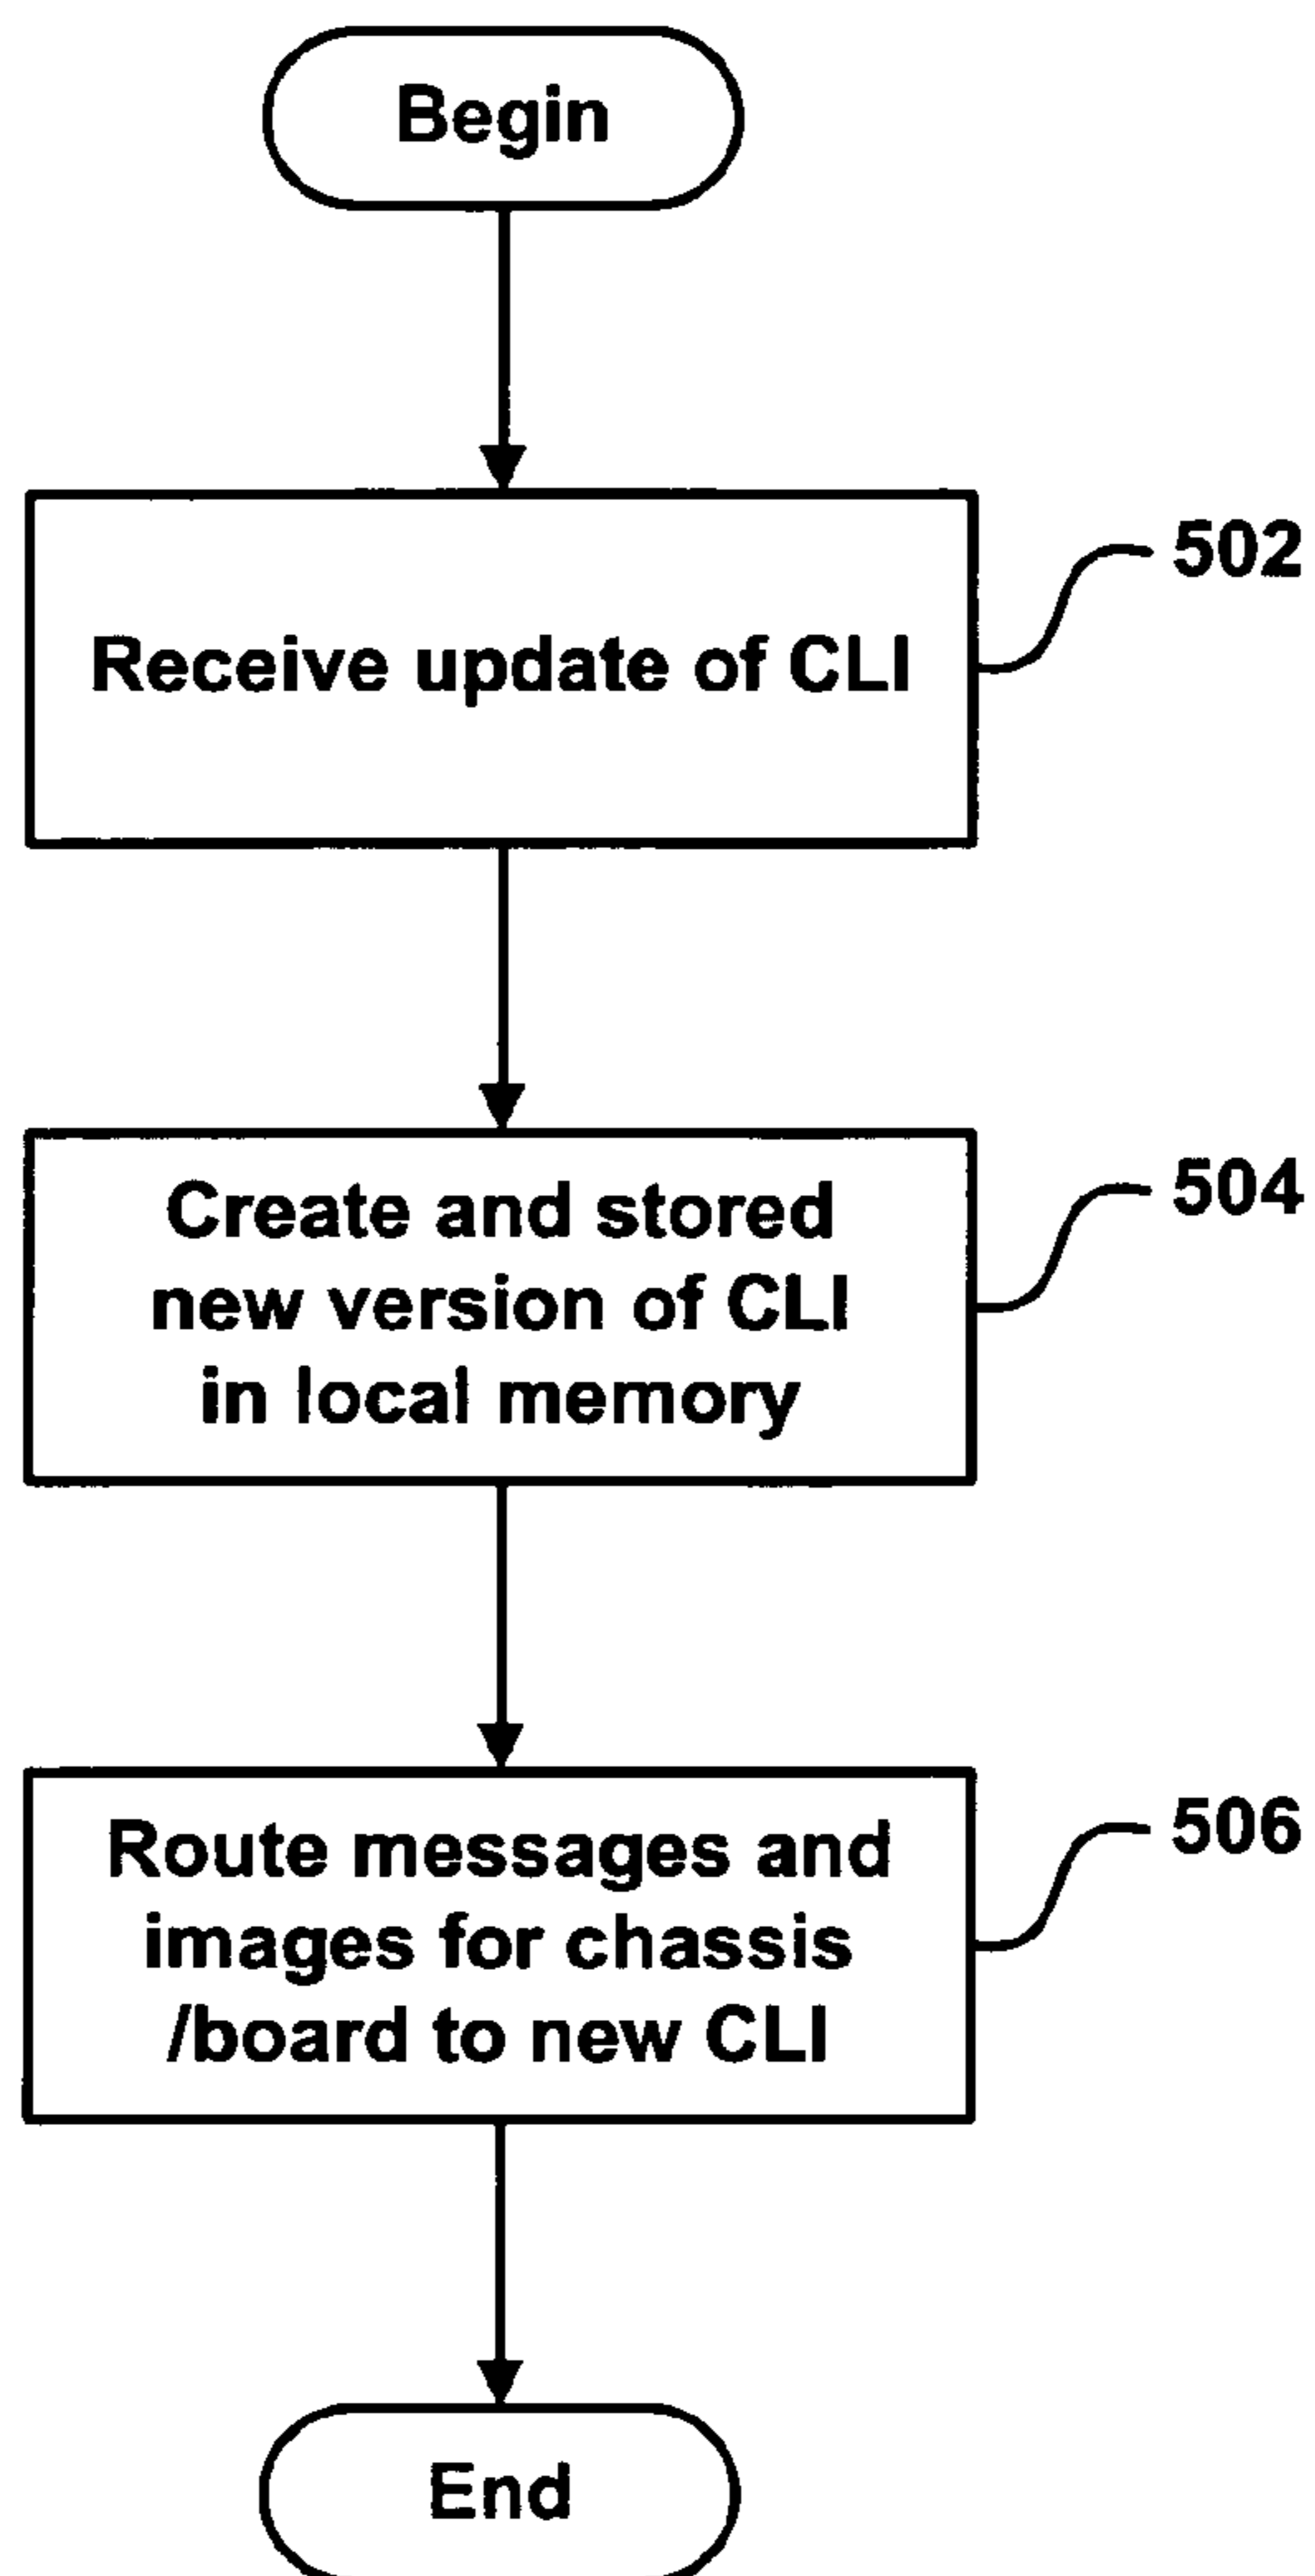 Begin
502
Receive update of CLI
504
Create and stored
new version of CLI
in local memory
506
Route messages and
images for chassis
/board to new CLI
End